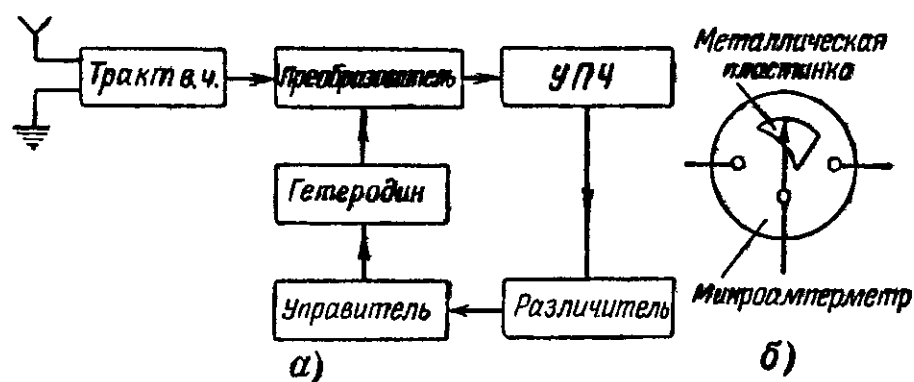 Тракт в.ч.
Преобразователь
УПЧ
Гетеродин
Управитель
Различитель
а)
Металлическая
пластинка
Микроамперметр
б)